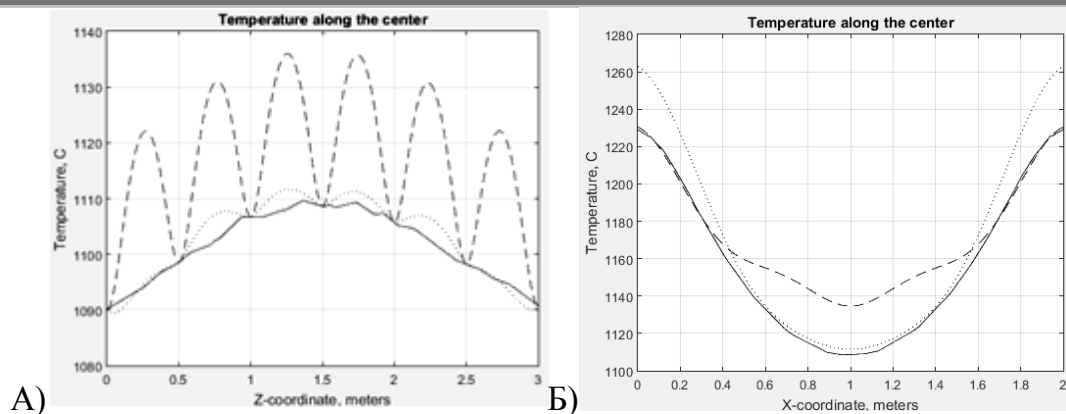 Temperature along the center
1140
1130
1120
1110
1100
1090
1080
Temperature, C
0 0.5 1 1.5 2 2.5 3
Z-coordinate, meters
А)
Temperature along the center
1280
1260
1240
1220
1200
1180
1160
1140
1120
1100
Temperature, C
0 0.2 0.4 0.6 0.8 1 1.2 1.4 1.6 1.8 2
X-coordinate, meters
Б)